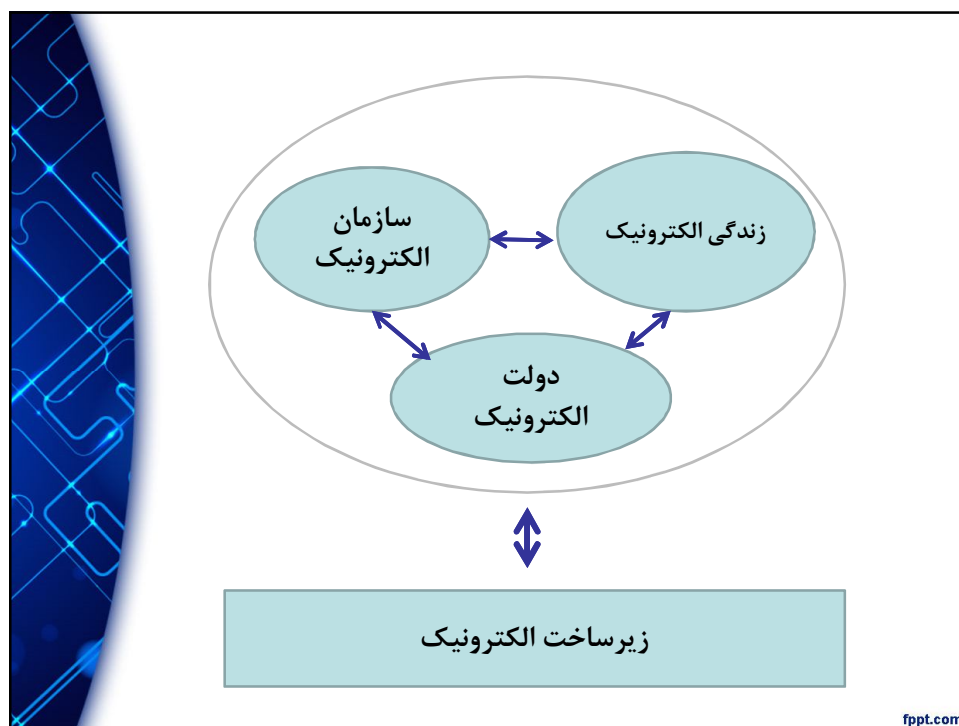 زندگی الکترونیک
سازمان
الکترونیک
دولت
الکترونیک
زیرساخت الکترونیک
fppt.com